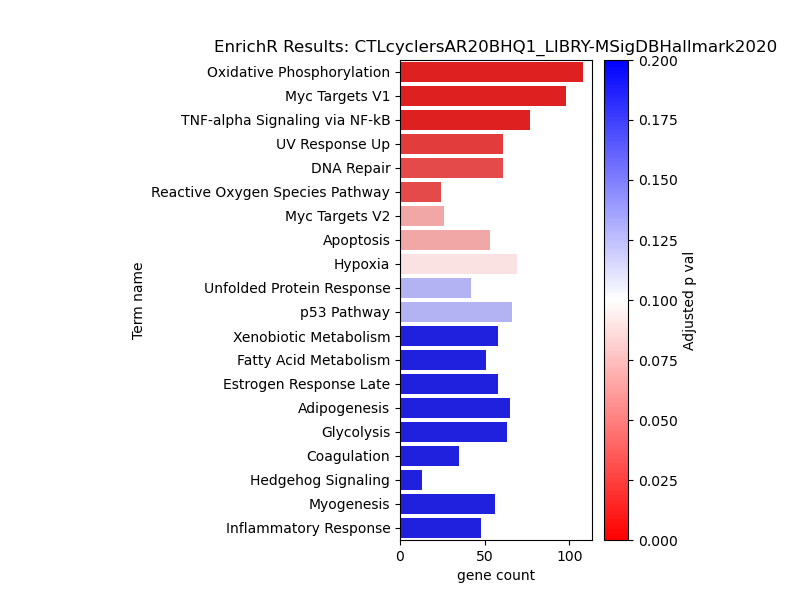 EnrichR Results: CTLcyclersAR20BHQ1_LIBRY-MSigDBHallmark2020
Oxidative Phosphorylation
Myc Targets V1
TNF-alpha Signaling via NF-kB
UV Response Up
DNA Repair
Reactive Oxygen Species Pathway
Myc Targets V2
Apoptosis
Hypoxia
Unfolded Protein Response
p53 Pathway
Xenobiotic Metabolism
Fatty Acid Metabolism
Estrogen Response Late
Adipogenesis
Glycolysis
Coagulation
Hedgehog Signaling
Myogenesis
Inflammatory Response
Term name
0 50 100
gene count
0.200
0.175
0.150
0.125
0.100
0.075
0.050
0.025
0.000
Adjusted p val